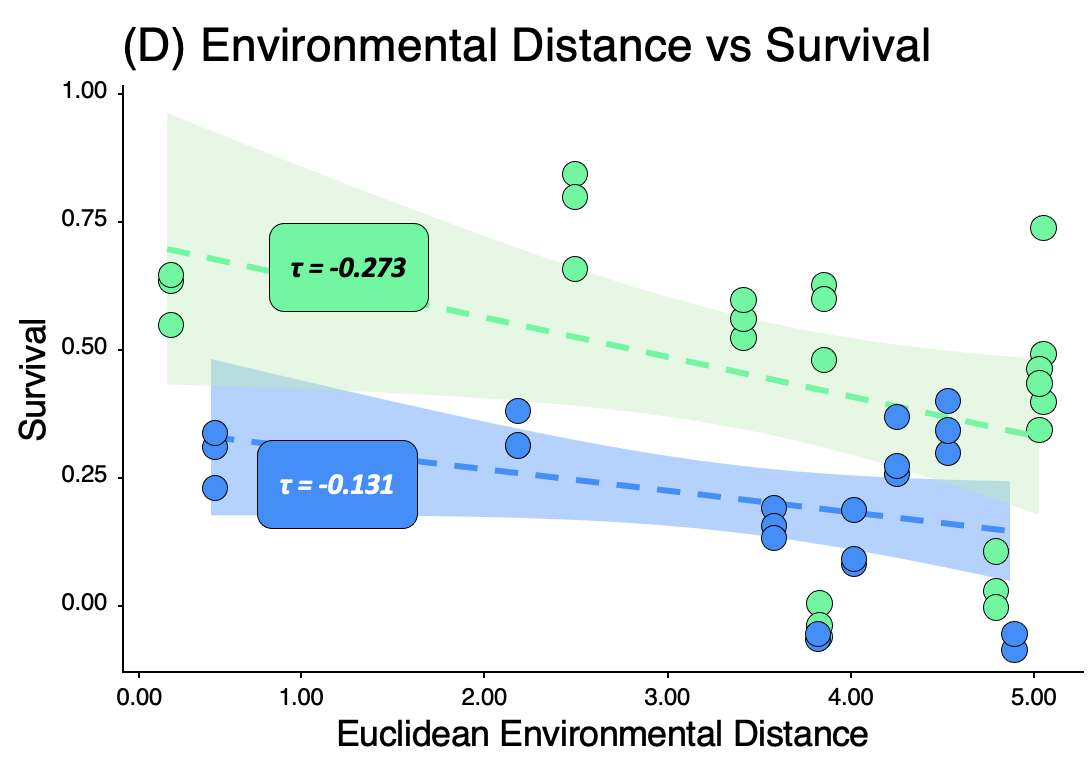 (D) Environmental Distance vs Survival
1.00
0.75
0.50
0.25
0.00
Survival
τ = -0.273
τ = -0.131
0.00 1.00 2.00 3.00 4.00 5.00
Euclidean Environmental Distance